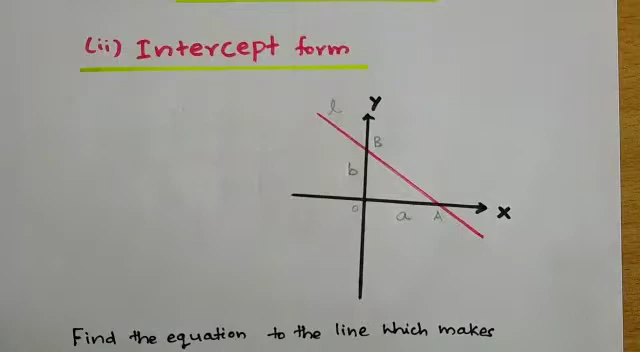 (ii) Intercept form
l
Y
B
b
o
a
A
X
Find the equation to the line which makes